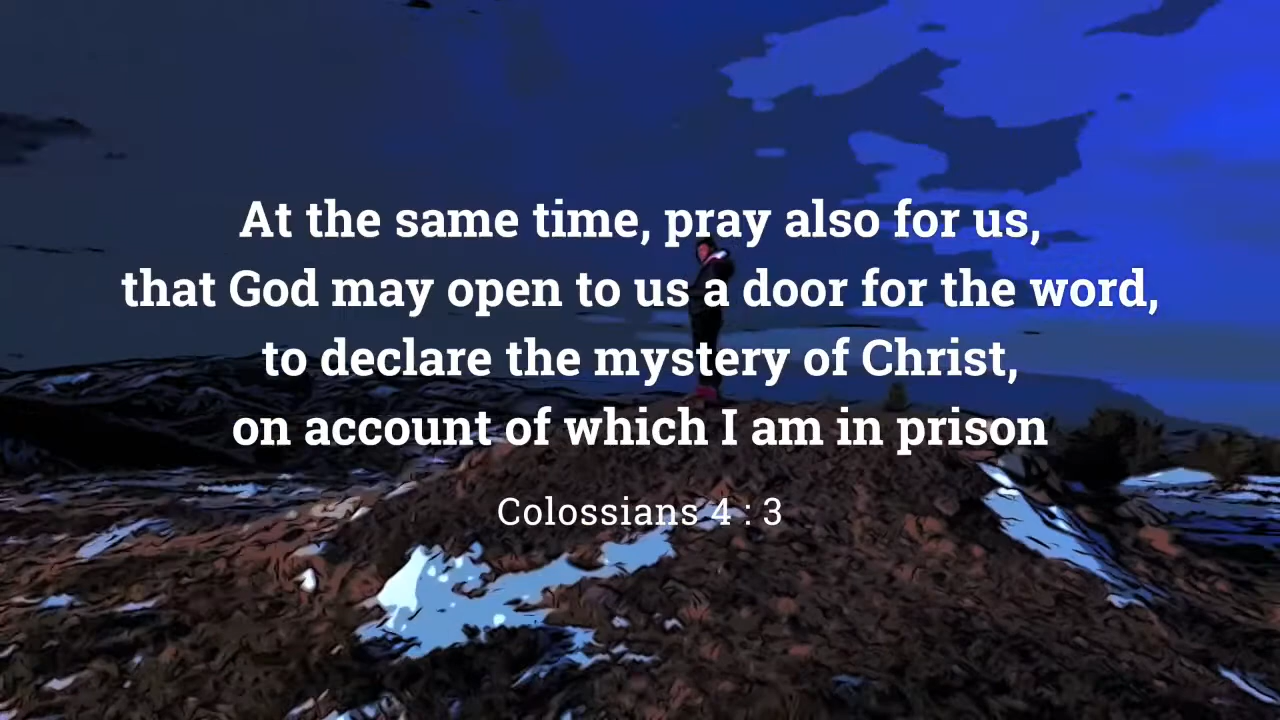 At the same time, pray also for us,
that God may open to us a door for the word,
to declare the mystery of Christ,
on account of which I am in prison
Colossians 4 : 3